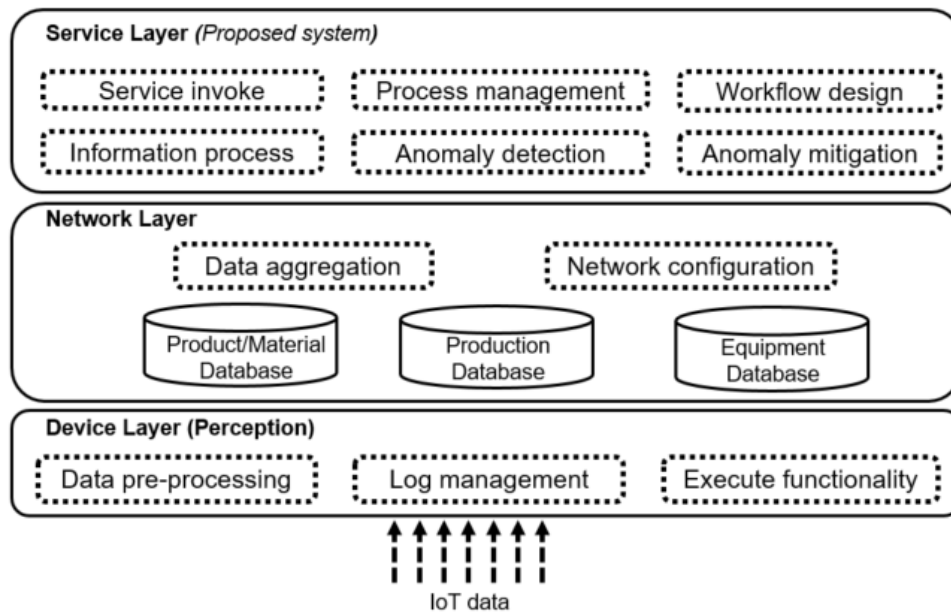 Service Layer (Proposed system)
Service invoke
Process management
Workflow design
Information process
Anomaly detection
Anomaly mitigation
Network Layer
Data aggregation
Network configuration
Product/Material
Database
Production
Database
Equipment
Database
Device Layer (Perception)
Data pre-processing
Log management
Execute functionality
IoT data